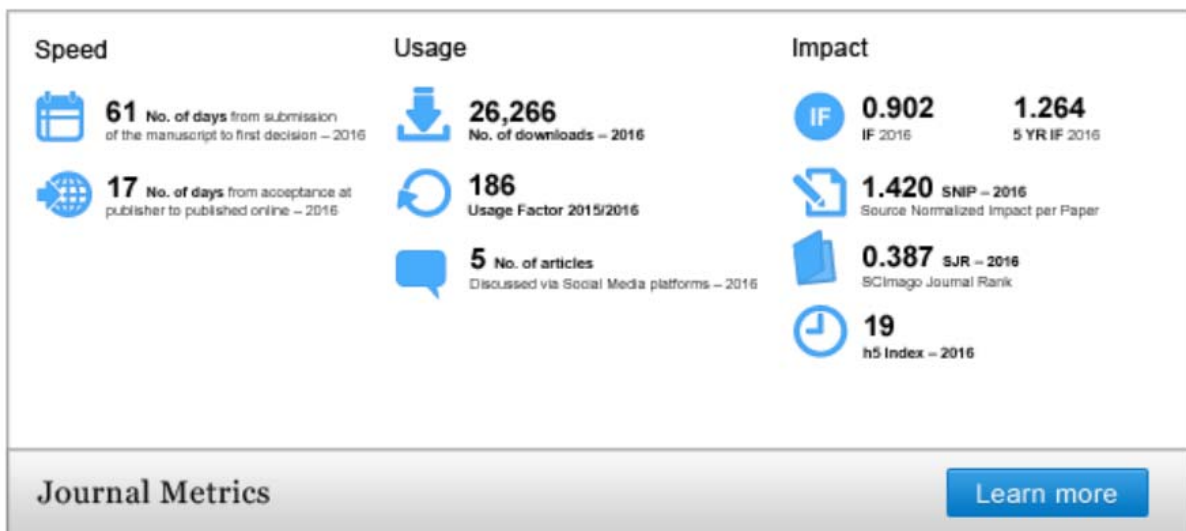 Speed
61 No. of days from submission
of the manuscript to first decision – 2016
17 No. of days from acceptance at
publisher to published online – 2016
Usage
26,266
No. of downloads – 2016
186
Usage Factor 2015/2016
5 No. of articles
Discussed via Social Media platforms – 2016
Impact
IF
0.902
IF 2016
1.264
5 YR IF 2016
1.420 SNIP – 2016
Source Normalized Impact per Paper
0.387 SJR – 2016
SCImago Journal Rank
19
h5 Index – 2016
Journal Metrics
Learn more